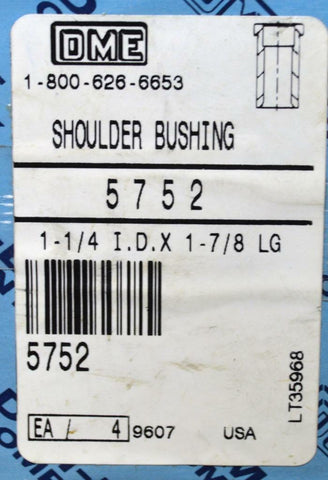 DME
1-800-626-6653
SHOULDER BUSHING
5752
1-1/4 I.D.X 1-7/8 LG
5752
LT35968
EA / 4 9607 USA